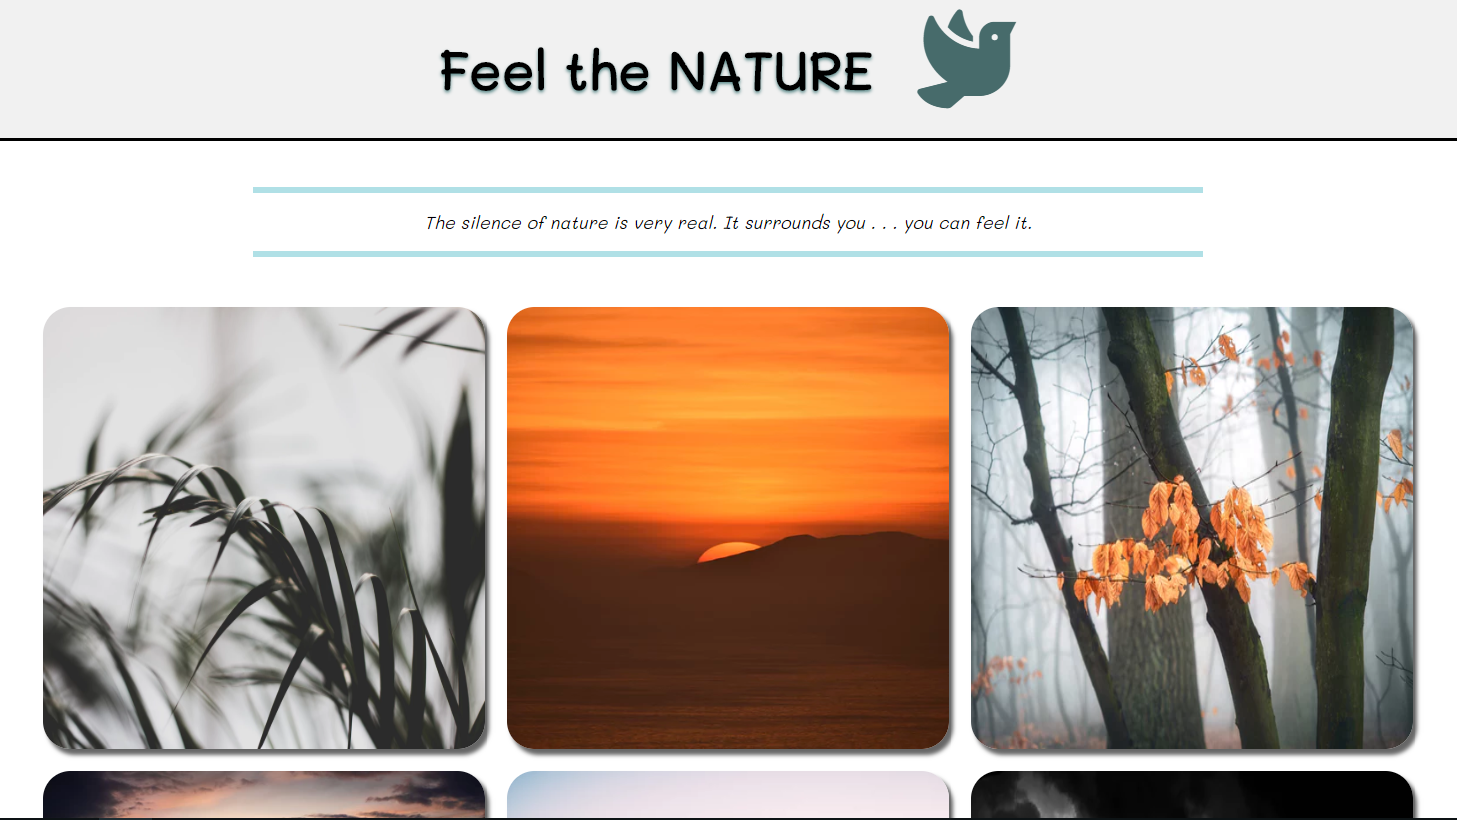 Feel the NATURE
The silence of nature is very real. It surrounds you . . . you can feel it.